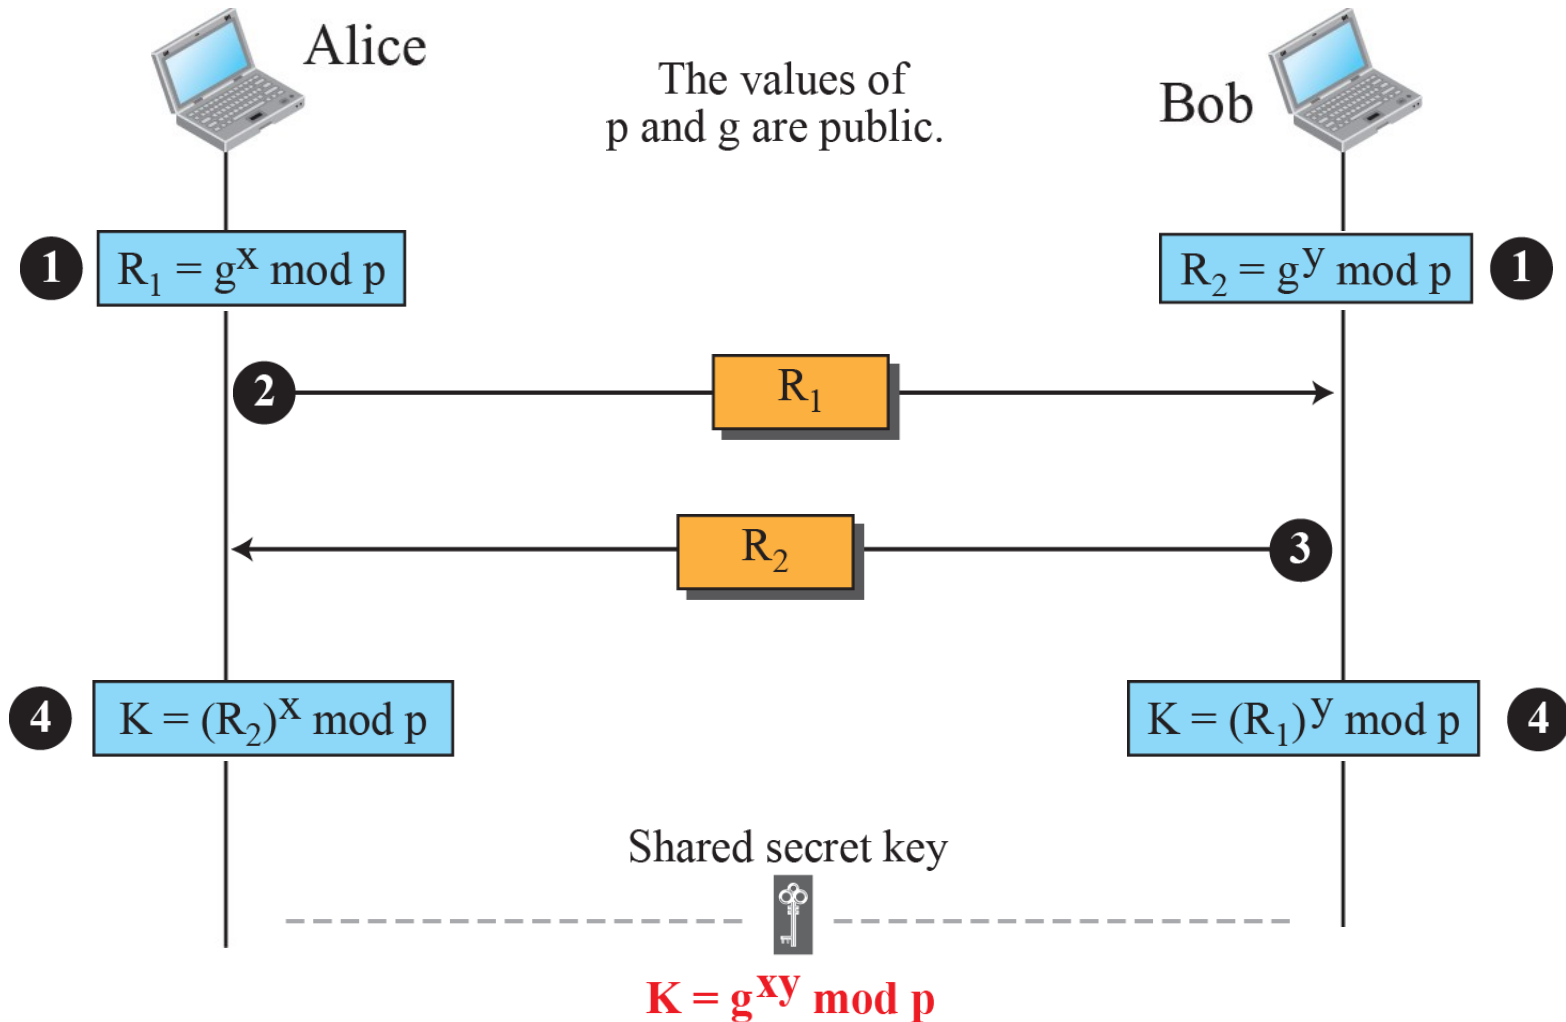 Alice
The values of
p and g are public.
Bob
1
R₁ = gˣ mod p
R₂ = gʸ mod p
1
2
R₁
R₂
3
4
K = (R₂)ˣ mod p
K = (R₁)ʸ mod p
4
Shared secret key
K = gˣʸ mod p